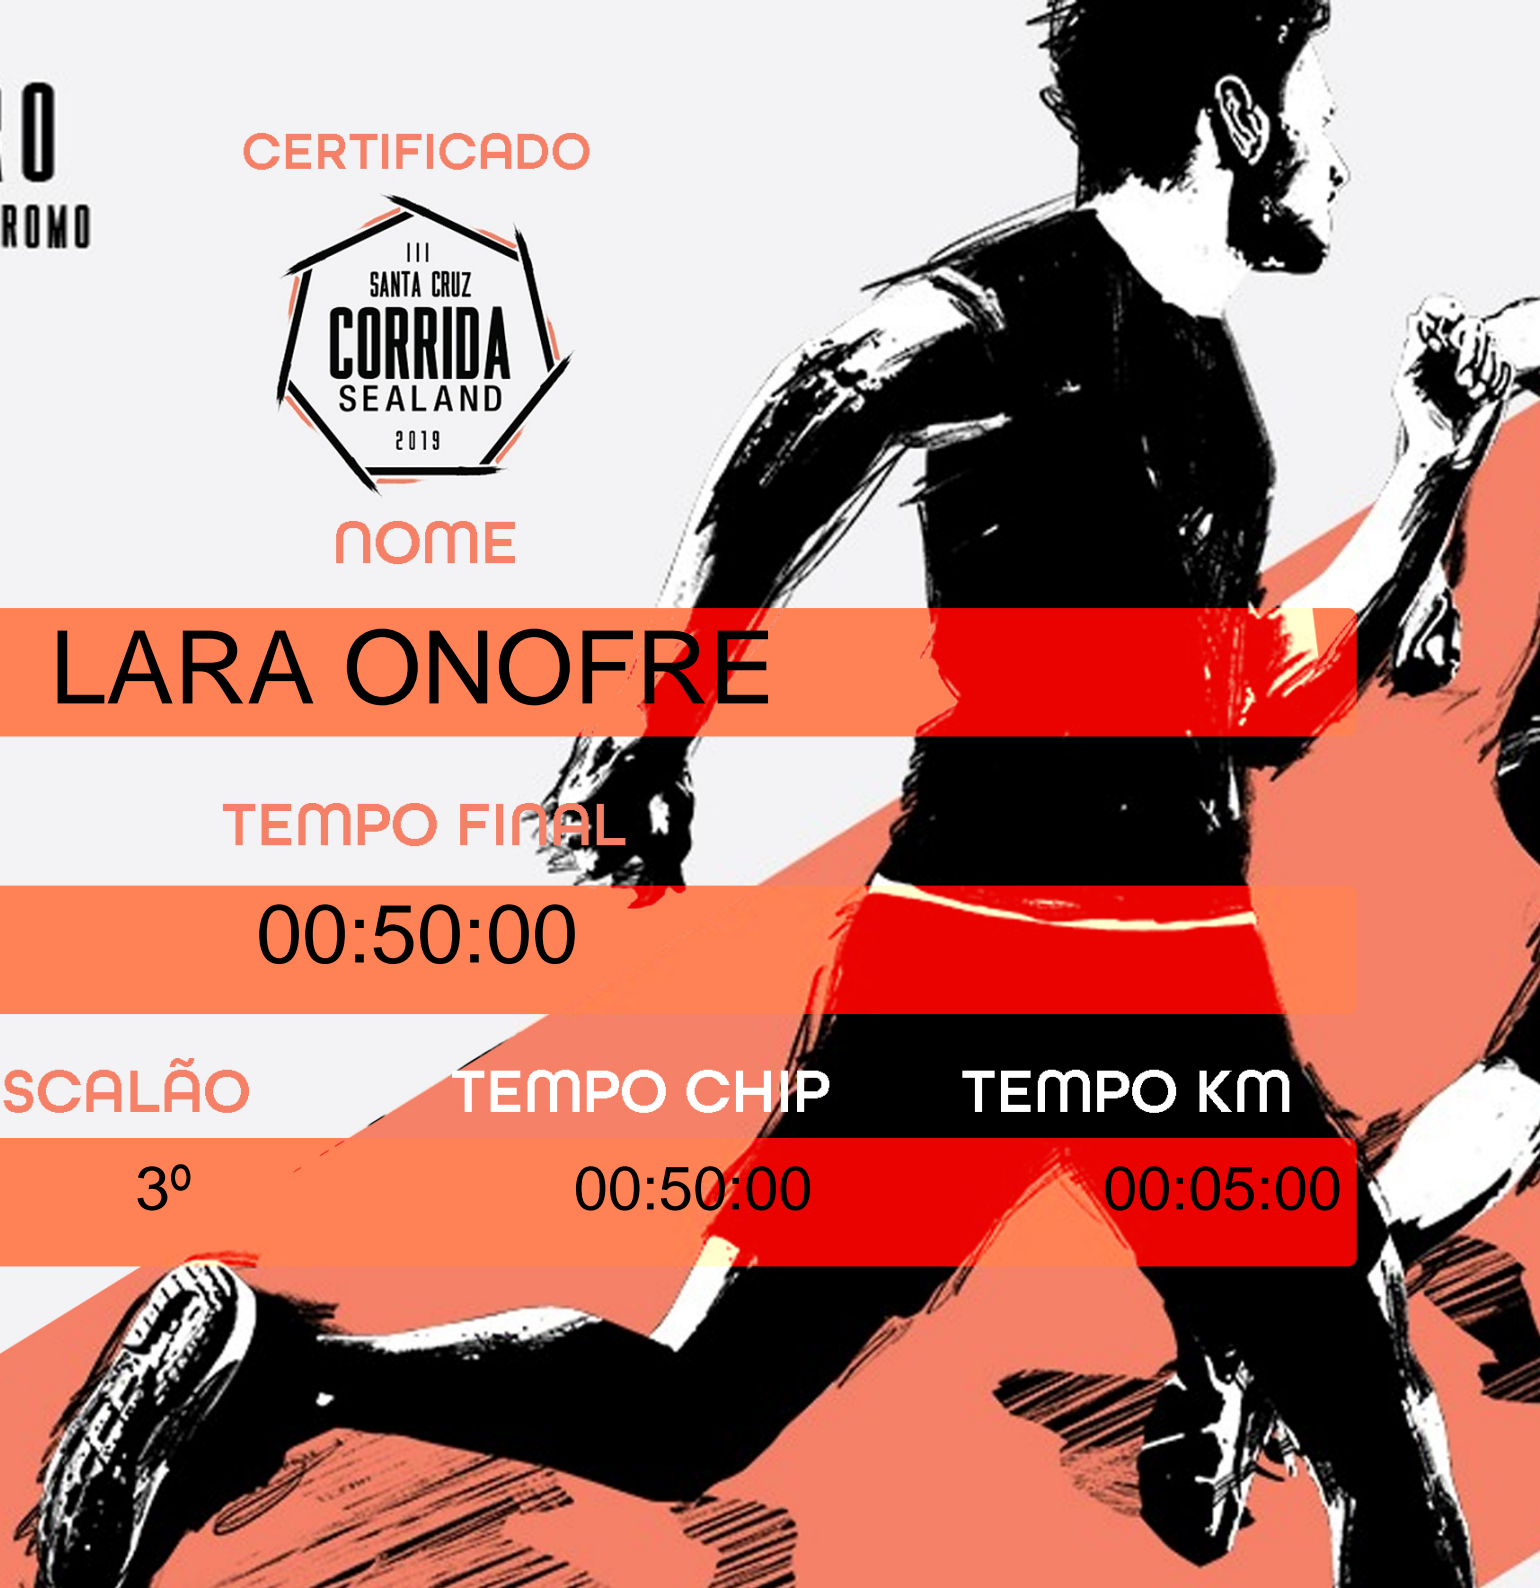 CERTIFICADO
III
SANTA CRUZ
CORRIDA
SEALAND
2019
NOME
LARA ONOFRE
TEMPO FINAL
00:50:00
SCALÃO TEMPO CHIP TEMPO KM
3º 00:50:00 00:05:00